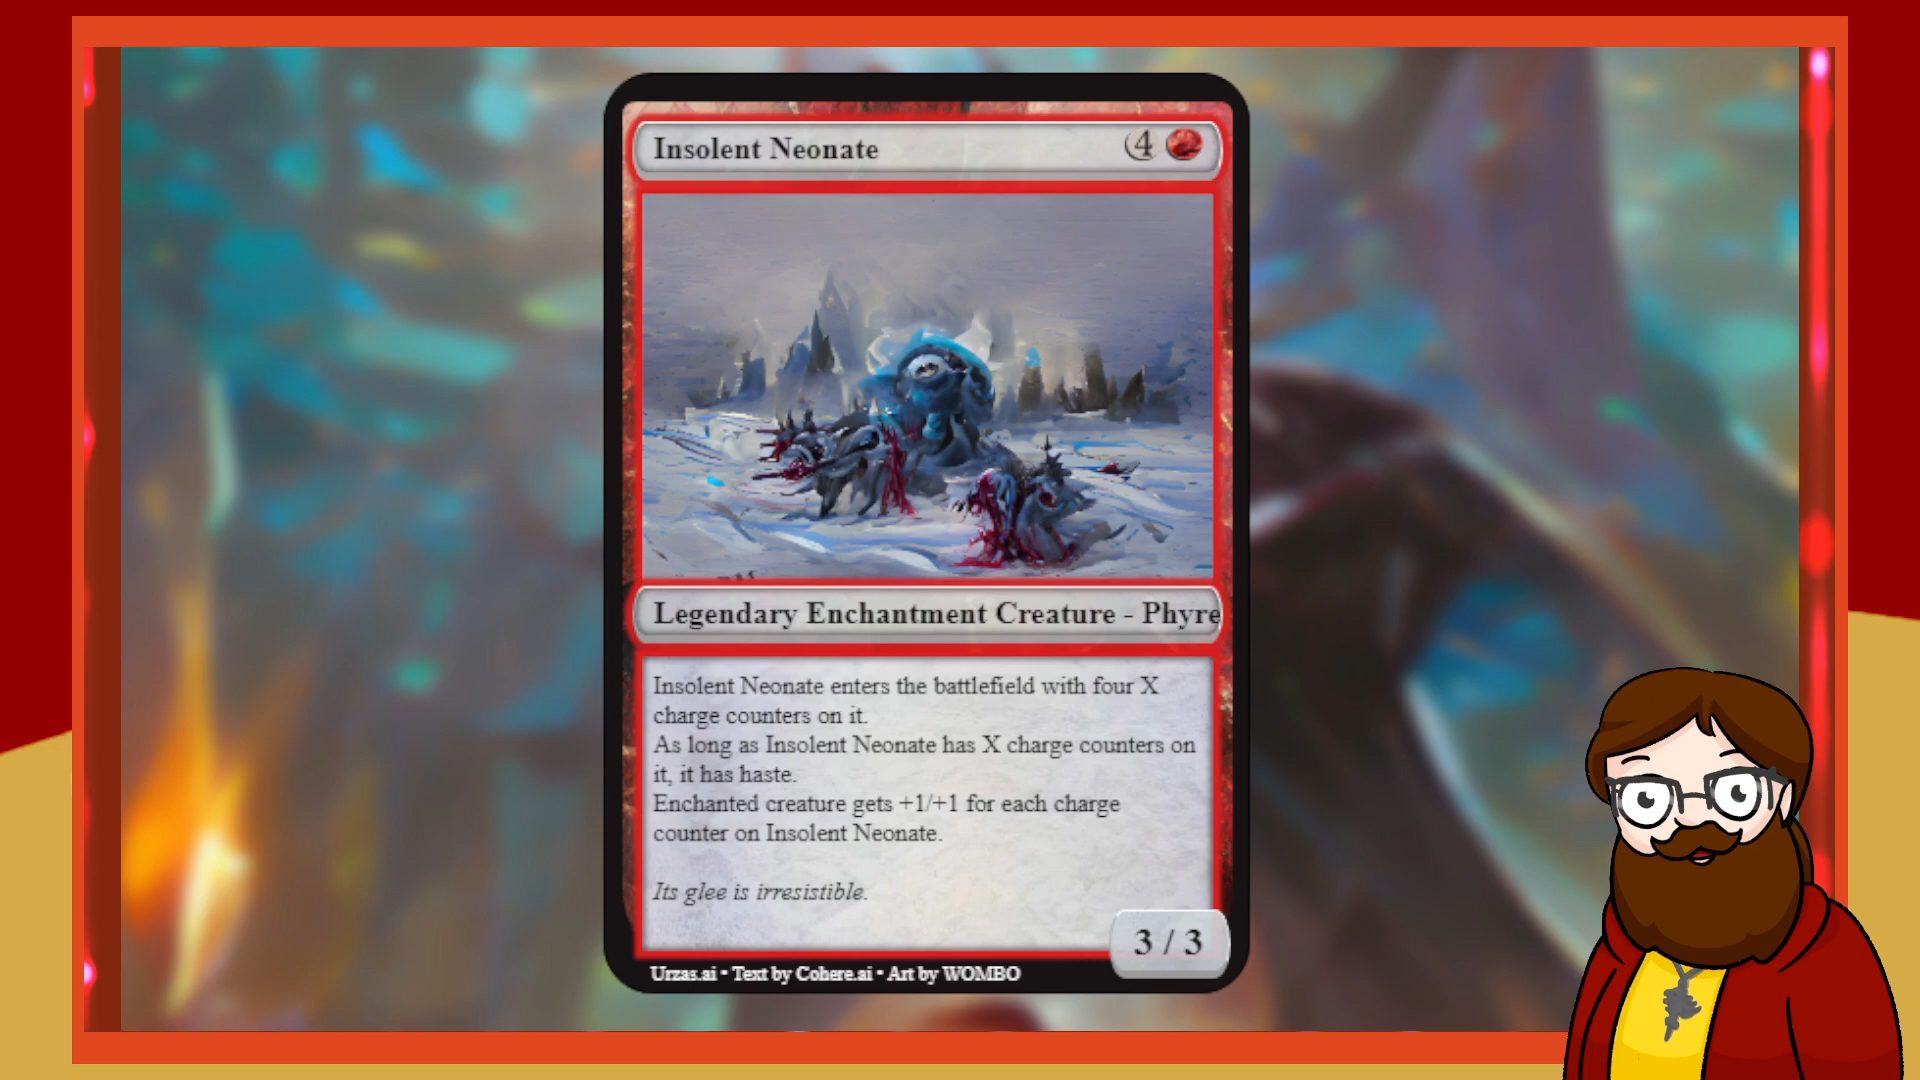 Insolent Neonate 4
Legendary Enchantment Creature - Phyre
Insolent Neonate enters the battlefield with four X
charge counters on it.
As long as Insolent Neonate has X charge counters on
it, it has haste.
Enchanted creature gets +1/+1 for each charge
counter on Insolent Neonate.
Its glee is irresistible.
3 / 3
Urzas.ai • Text by Cohere.ai • Art by WOMBO